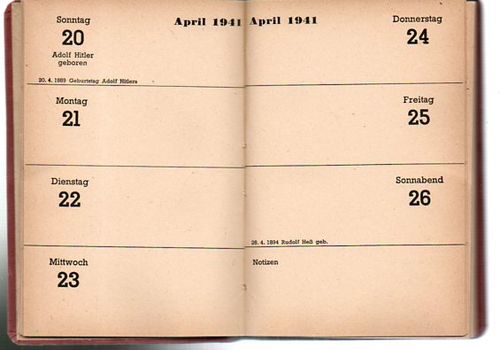 April 1941
Sonntag
20
Adolf Hitler
geboren
20. 4. 1889 Geburtstag Adolf Hitlers
Montag
21
Dienstag
22
Mittwoch
23
April 1941
Donnerstag
24
Freitag
25
Sonnabend
26
26. 4. 1894 Rudolf Heß geb.
Notizen